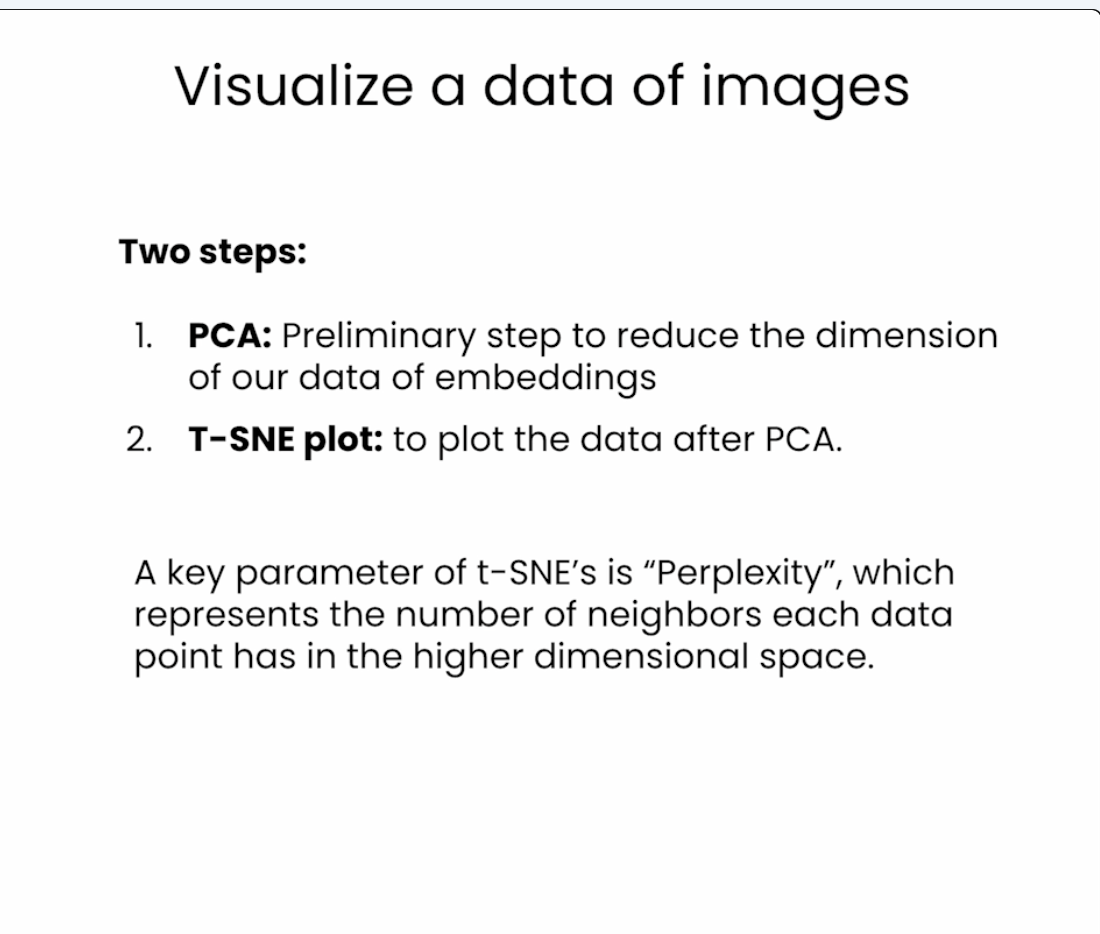 Visualize a data of images
Two steps:
1. PCA: Preliminary step to reduce the dimension
of our data of embeddings
2. T-SNE plot: to plot the data after PCA.
A key parameter of t-SNE’s is “Perplexity”, which
represents the number of neighbors each data
point has in the higher dimensional space.